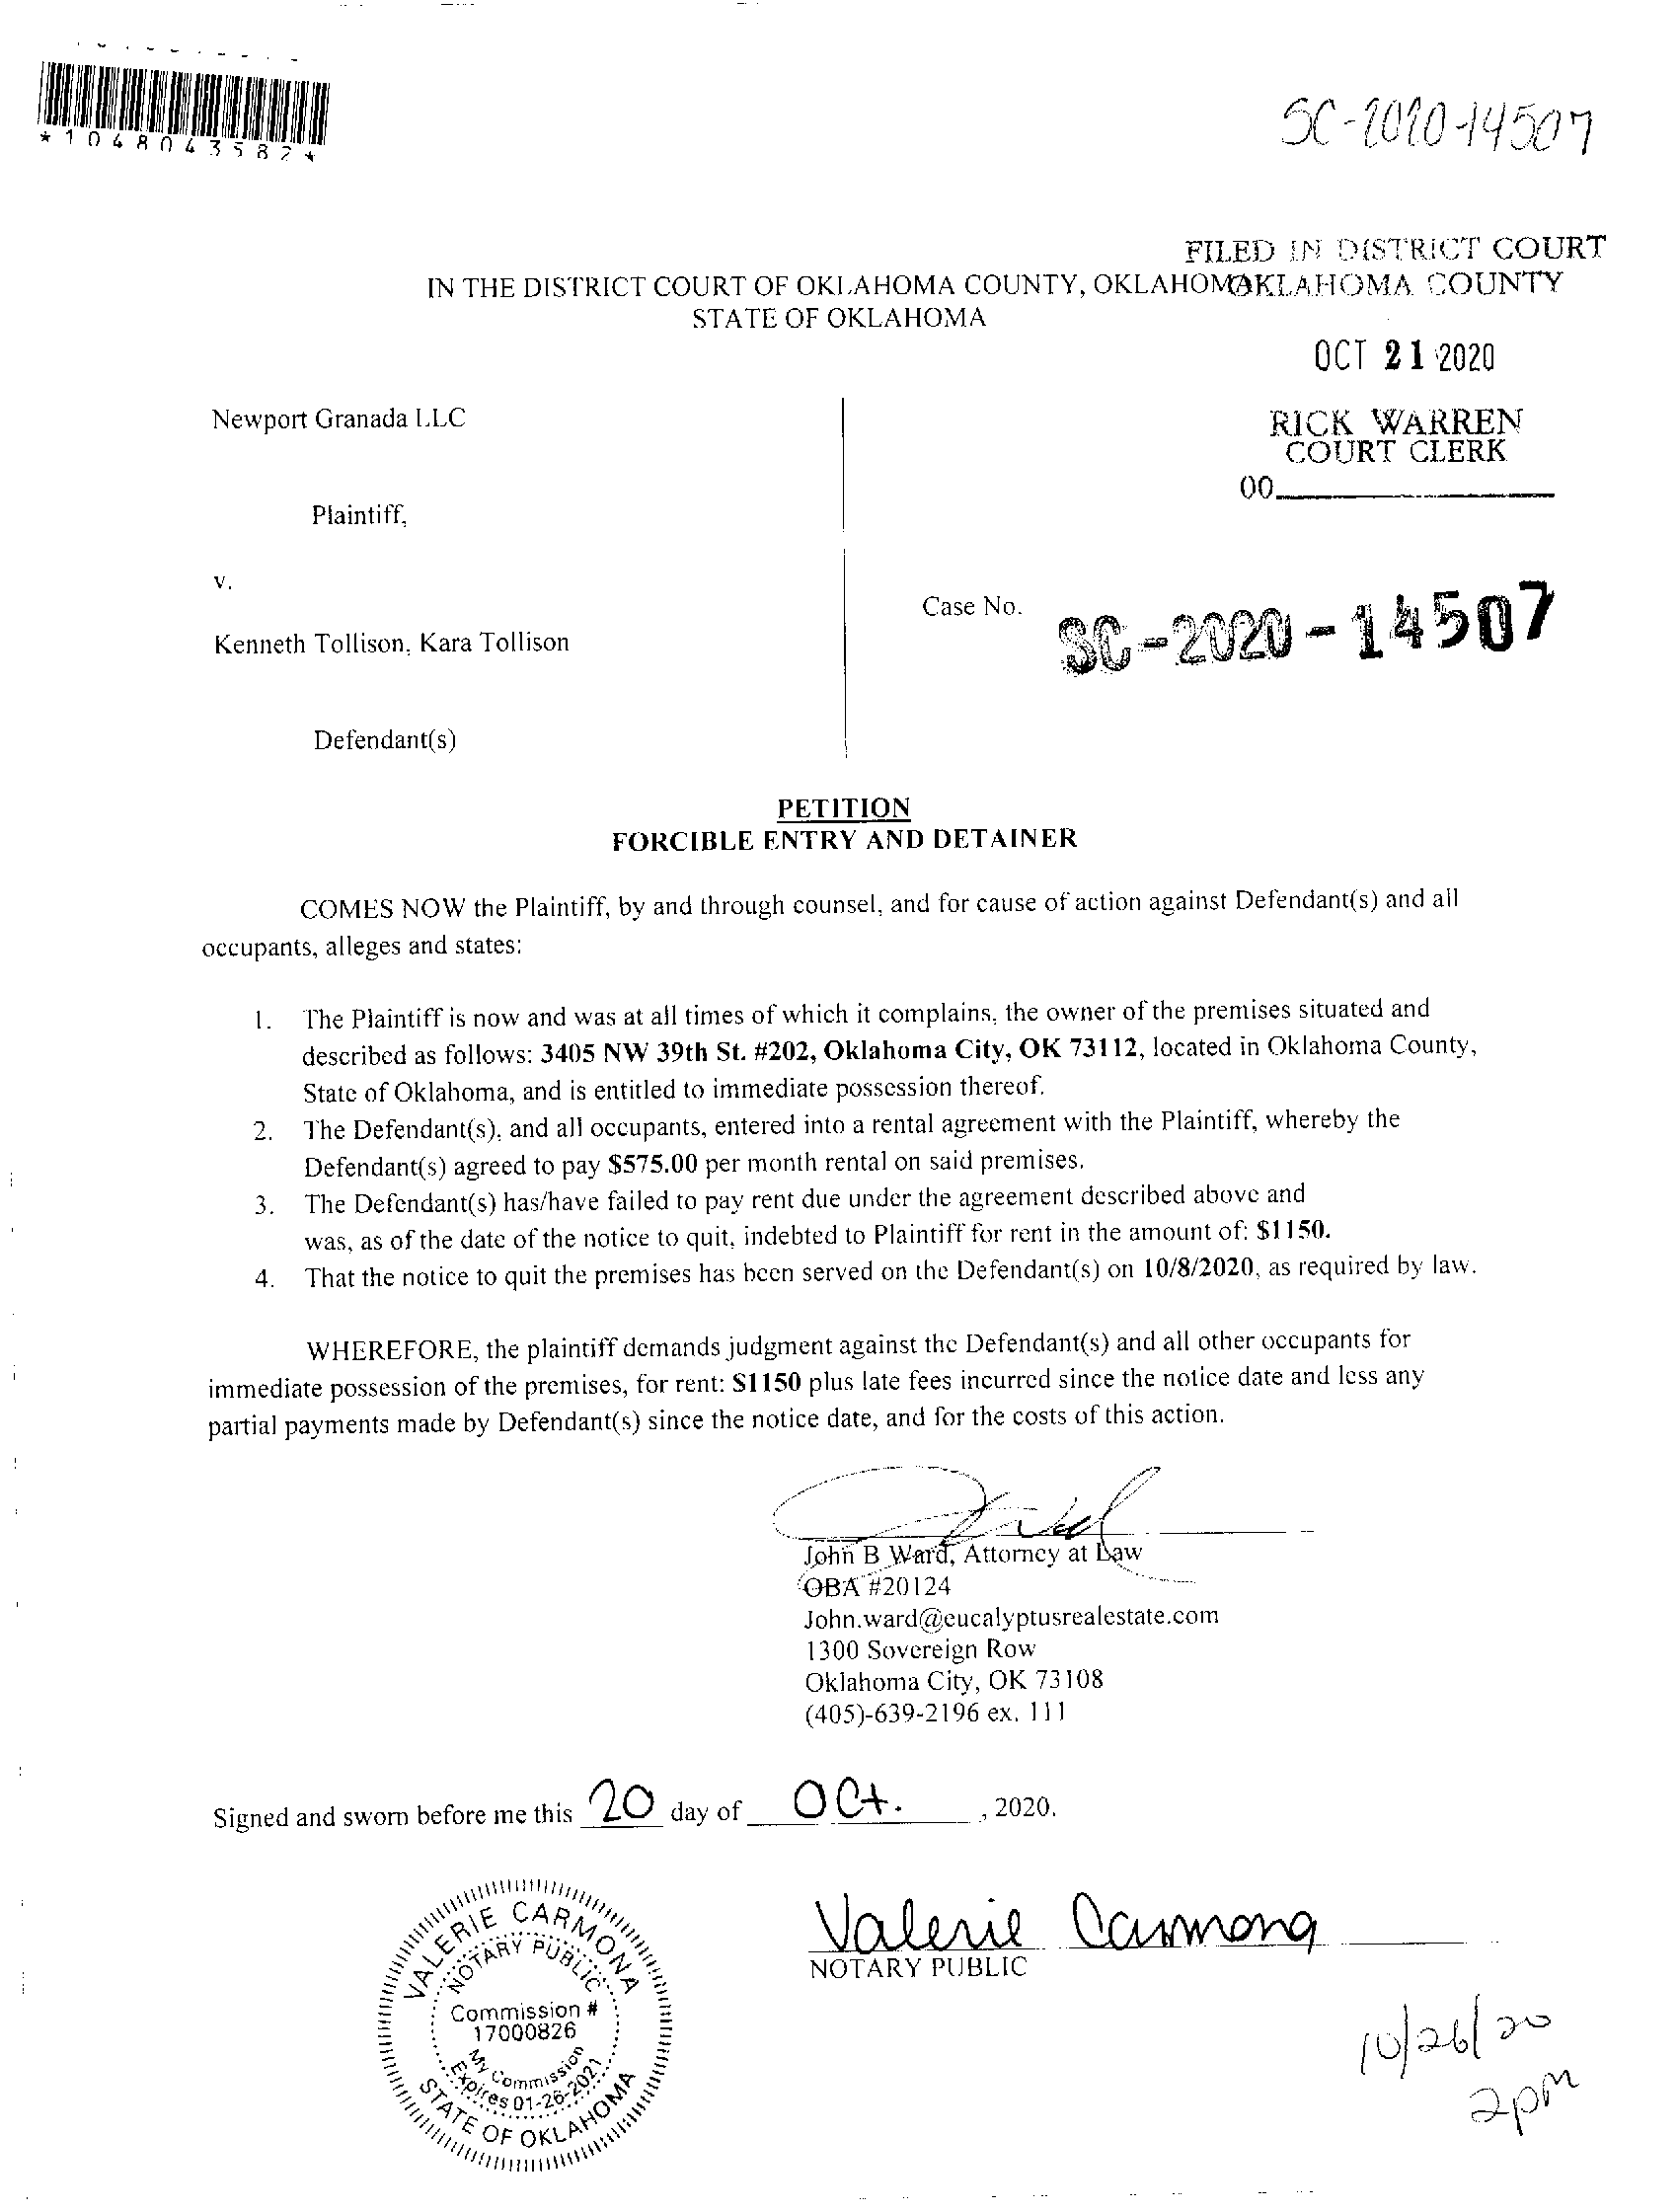 *1048043582*
SC-2020-14507
FILED IN DISTRICT COURT
IN THE DISTRICT COURT OF OKLAHOMA COUNTY, OKLAHOMA
OKLAHOMA COUNTY
STATE OF OKLAHOMA
OCT 21 2020
Newport Granada LLC
RICK WARREN
COURT CLERK
00
Plaintiff,
v.
Case No. SC-2020-14507
Kenneth Tollison, Kara Tollison
Defendant(s)
PETITION
FORCIBLE ENTRY AND DETAINER
COMES NOW the Plaintiff, by and through counsel, and for cause of action against Defendant(s) and all
occupants, alleges and states:
1. The Plaintiff is now and was at all times of which it complains, the owner of the premises situated and
described as follows: 3405 NW 39th St. #202, Oklahoma City, OK 73112, located in Oklahoma County,
State of Oklahoma, and is entitled to immediate possession thereof.
2. The Defendant(s), and all occupants, entered into a rental agreement with the Plaintiff, whereby the
Defendant(s) agreed to pay $575.00 per month rental on said premises.
3. The Defendant(s) has/have failed to pay rent due under the agreement described above and
was, as of the date of the notice to quit, indebted to Plaintiff for rent in the amount of: $1150.
4. That the notice to quit the premises has been served on the Defendant(s) on 10/8/2020, as required by law.
WHEREFORE, the plaintiff demands judgment against the Defendant(s) and all other occupants for
immediate possession of the premises, for rent: $1150 plus late fees incurred since the notice date and less any
partial payments made by Defendant(s) since the notice date, and for the costs of this action.
John B Ward, Attorney at Law
OBA #20124
John.ward@eucalyptusrealestate.com
1300 Sovereign Row
Oklahoma City, OK 73108
(405)-639-2196 ex. 111
Signed and sworn before me this 20 day of Oct. , 2020.
Valerie Carmona
NOTARY PUBLIC
VALERIE CARMONA
NOTARY PUBLIC
Commission #
17000826
My Commission
Expires 01-26-2021
STATE OF OKLAHOMA
10/26/20
2pm